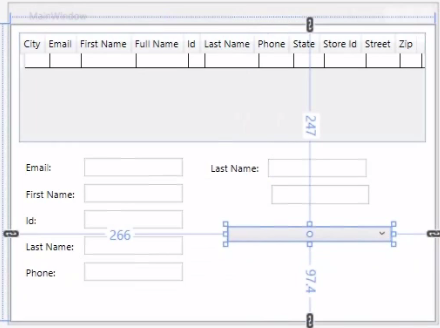 MainWindow
City Email First Name Full Name Id Last Name Phone State Store Id Street Zip
247
Email: Last Name:
First Name:
Id:
266
Last Name:
Phone:
97.4